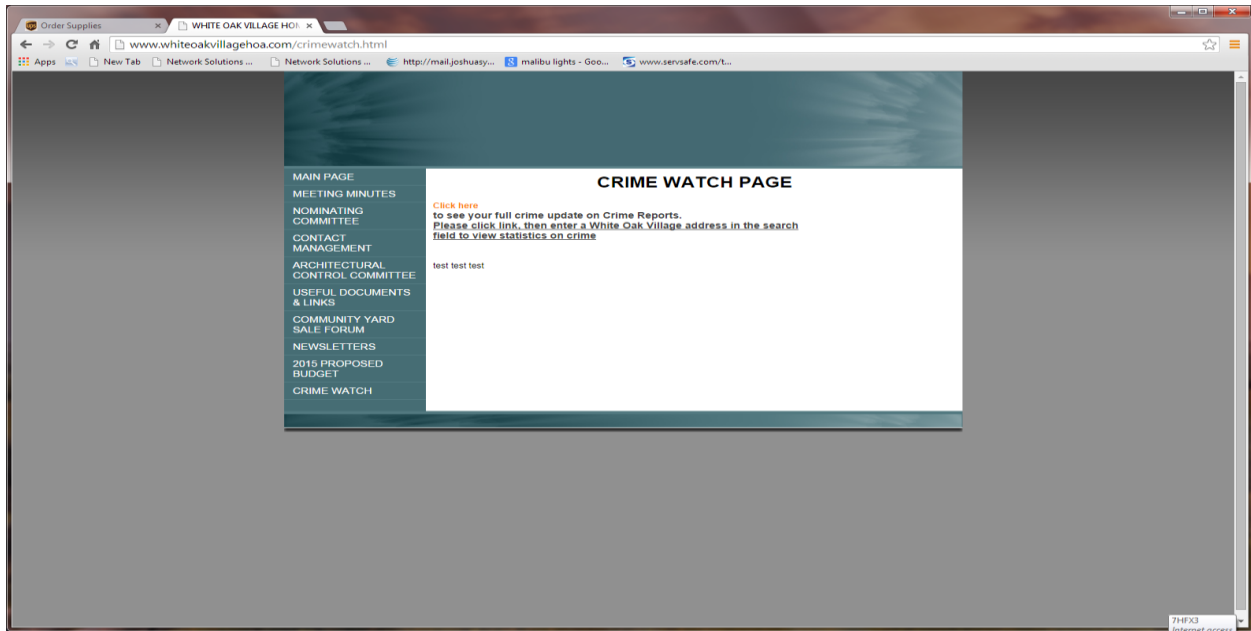 Order Supplies
WHITE OAK VILLAGE HOM
www.whiteoakvillagehoa.com/crimewatch.html
Apps New Tab Network Solutions ... Network Solutions ... http://mail.joshuasy... malibu lights - Goo... www.servsafe.com/t...
CRIME WATCH PAGE
MAIN PAGE
MEETING MINUTES
NOMINATING
COMMITTEE
CONTACT
MANAGEMENT
ARCHITECTURAL
CONTROL COMMITTEE
USEFUL DOCUMENTS
& LINKS
COMMUNITY YARD
SALE FORUM
NEWSLETTERS
2015 PROPOSED
BUDGET
CRIME WATCH
Click here
to see your full crime update on Crime Reports.
Please click link, then enter a White Oak Village address in the search
field to view statistics on crime
test test test
7HFX3
Internet access